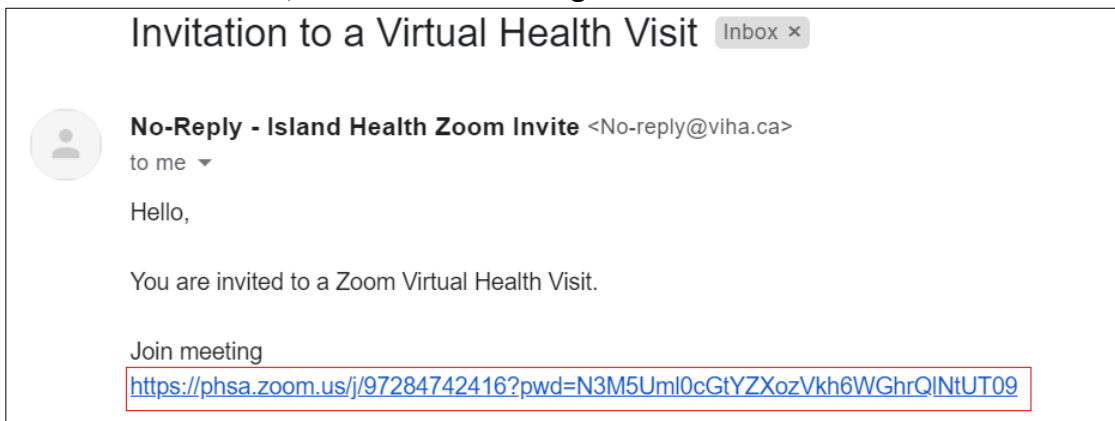 Invitation to a Virtual Health Visit Inbox ×
No-Reply - Island Health Zoom Invite <No-reply@viha.ca>
to me
Hello,
You are invited to a Zoom Virtual Health Visit.
Join meeting
https://phsa.zoom.us/j/97284742416?pwd=N3M5Uml0cGtYZXozVkh6WGhrQlNtUT09